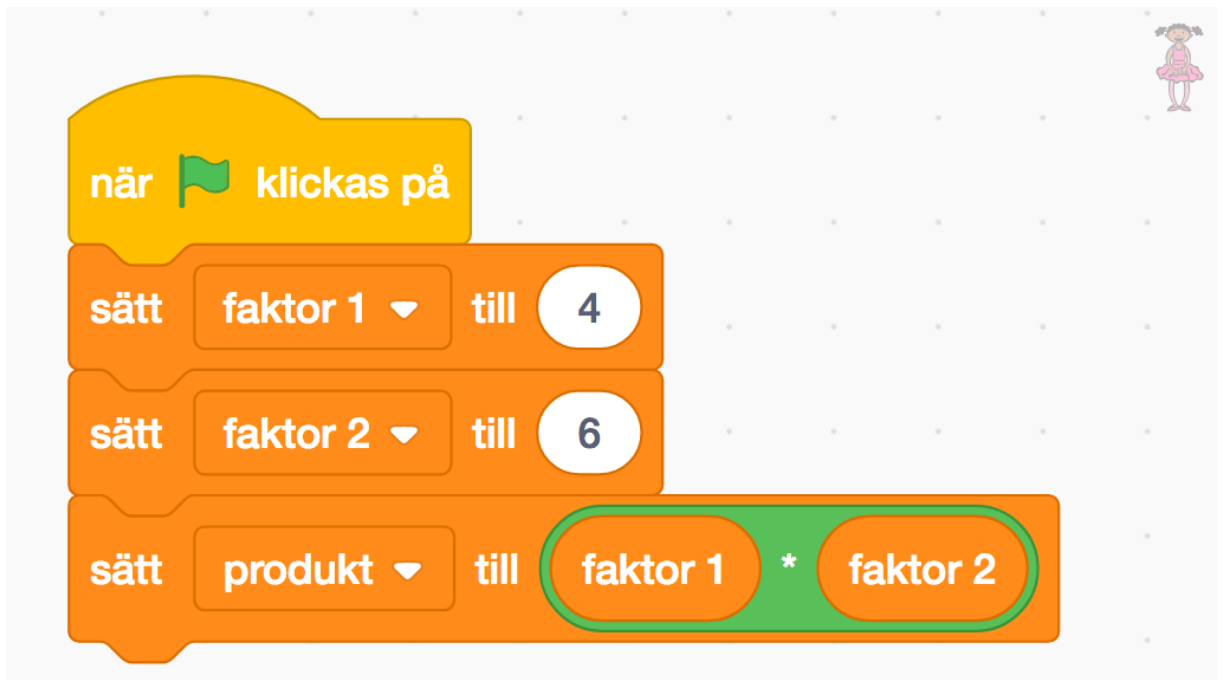 när klickas på
sätt faktor 1 till 4
sätt faktor 2 till 6
sätt produkt till faktor 1 * faktor 2